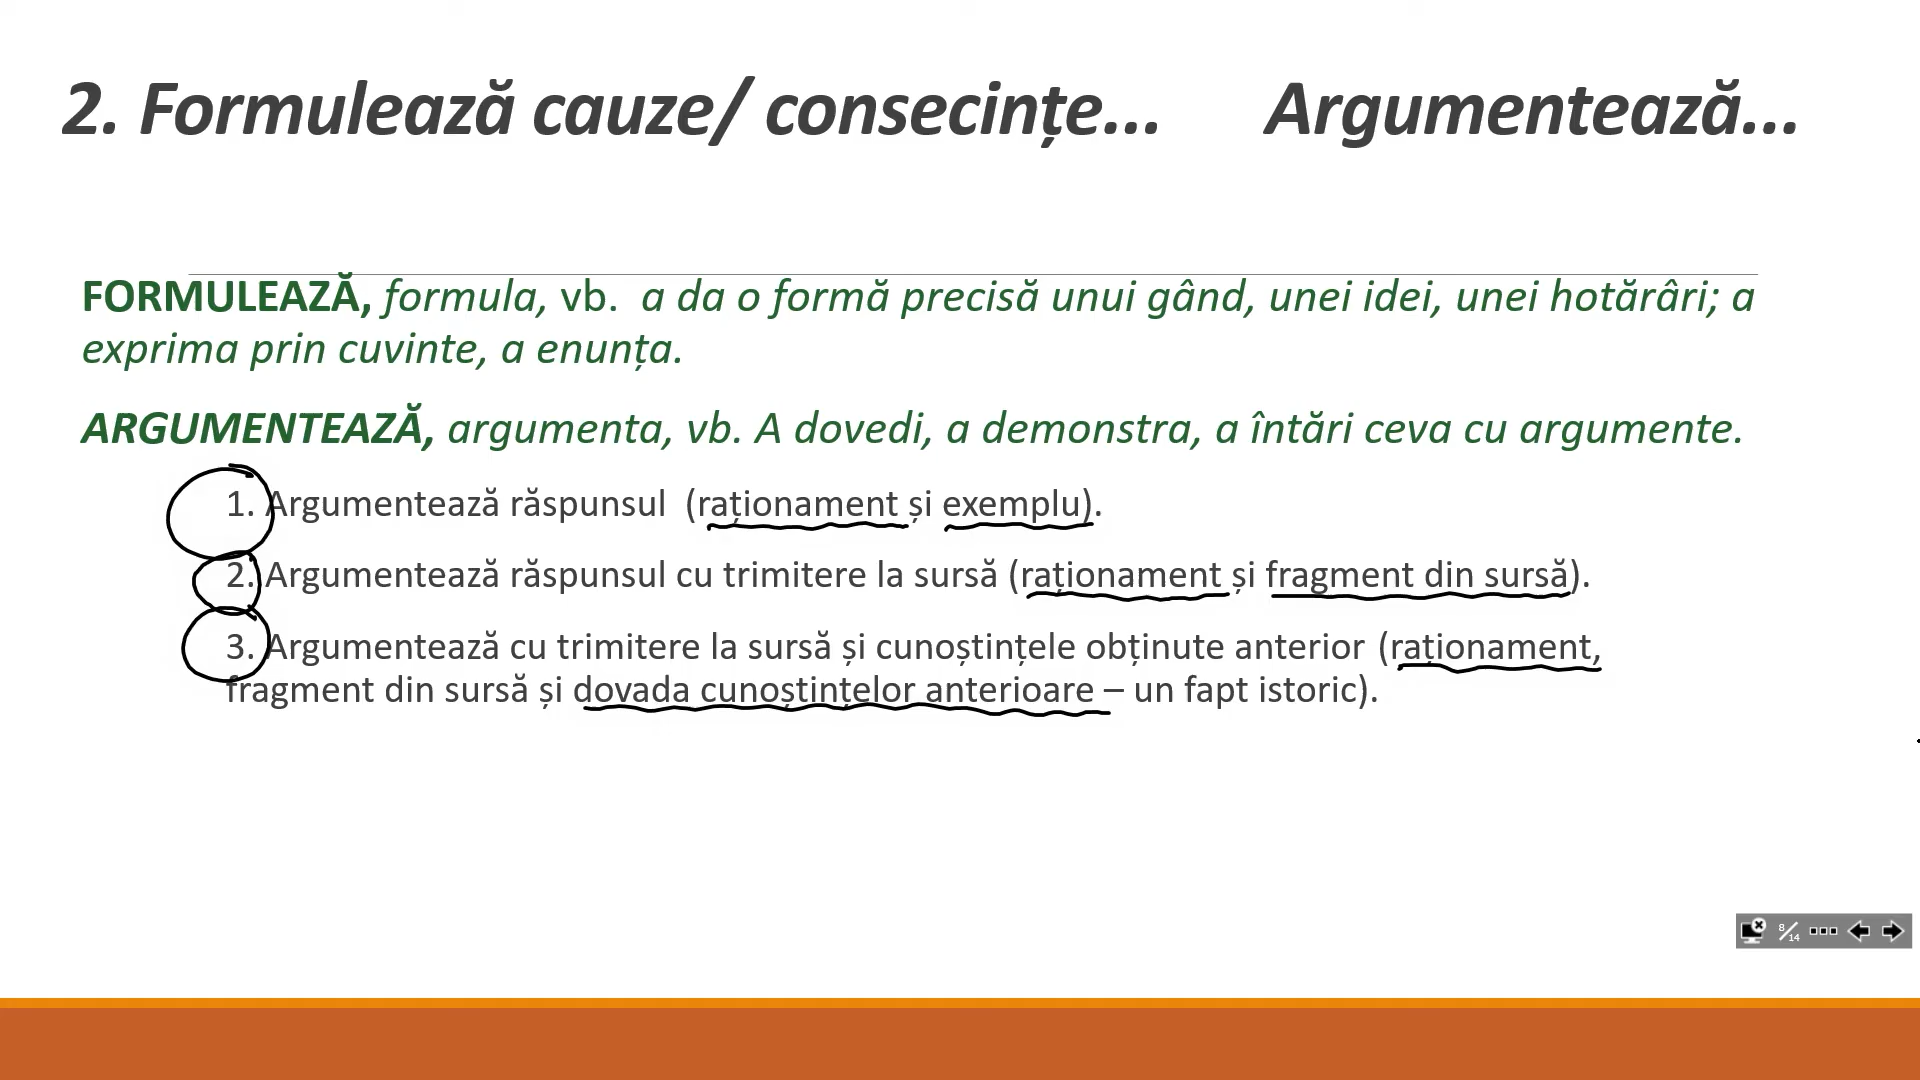 2. Formulează cauze/ consecințe... Argumentează...
FORMULEAZĂ, formula, vb. a da o formă precisă unui gând, unei idei, unei hotărâri; a
exprima prin cuvinte, a enunța.
ARGUMENTEAZĂ, argumenta, vb. A dovedi, a demonstra, a întări ceva cu argumente.
1. Argumentează răspunsul (raționament și exemplu).
2. Argumentează răspunsul cu trimitere la sursă (raționament și fragment din sursă).
3. Argumentează cu trimitere la sursă și cunoștințele obținute anterior (raționament,
fragment din sursă și dovada cunoștințelor anterioare – un fapt istoric).
8/14